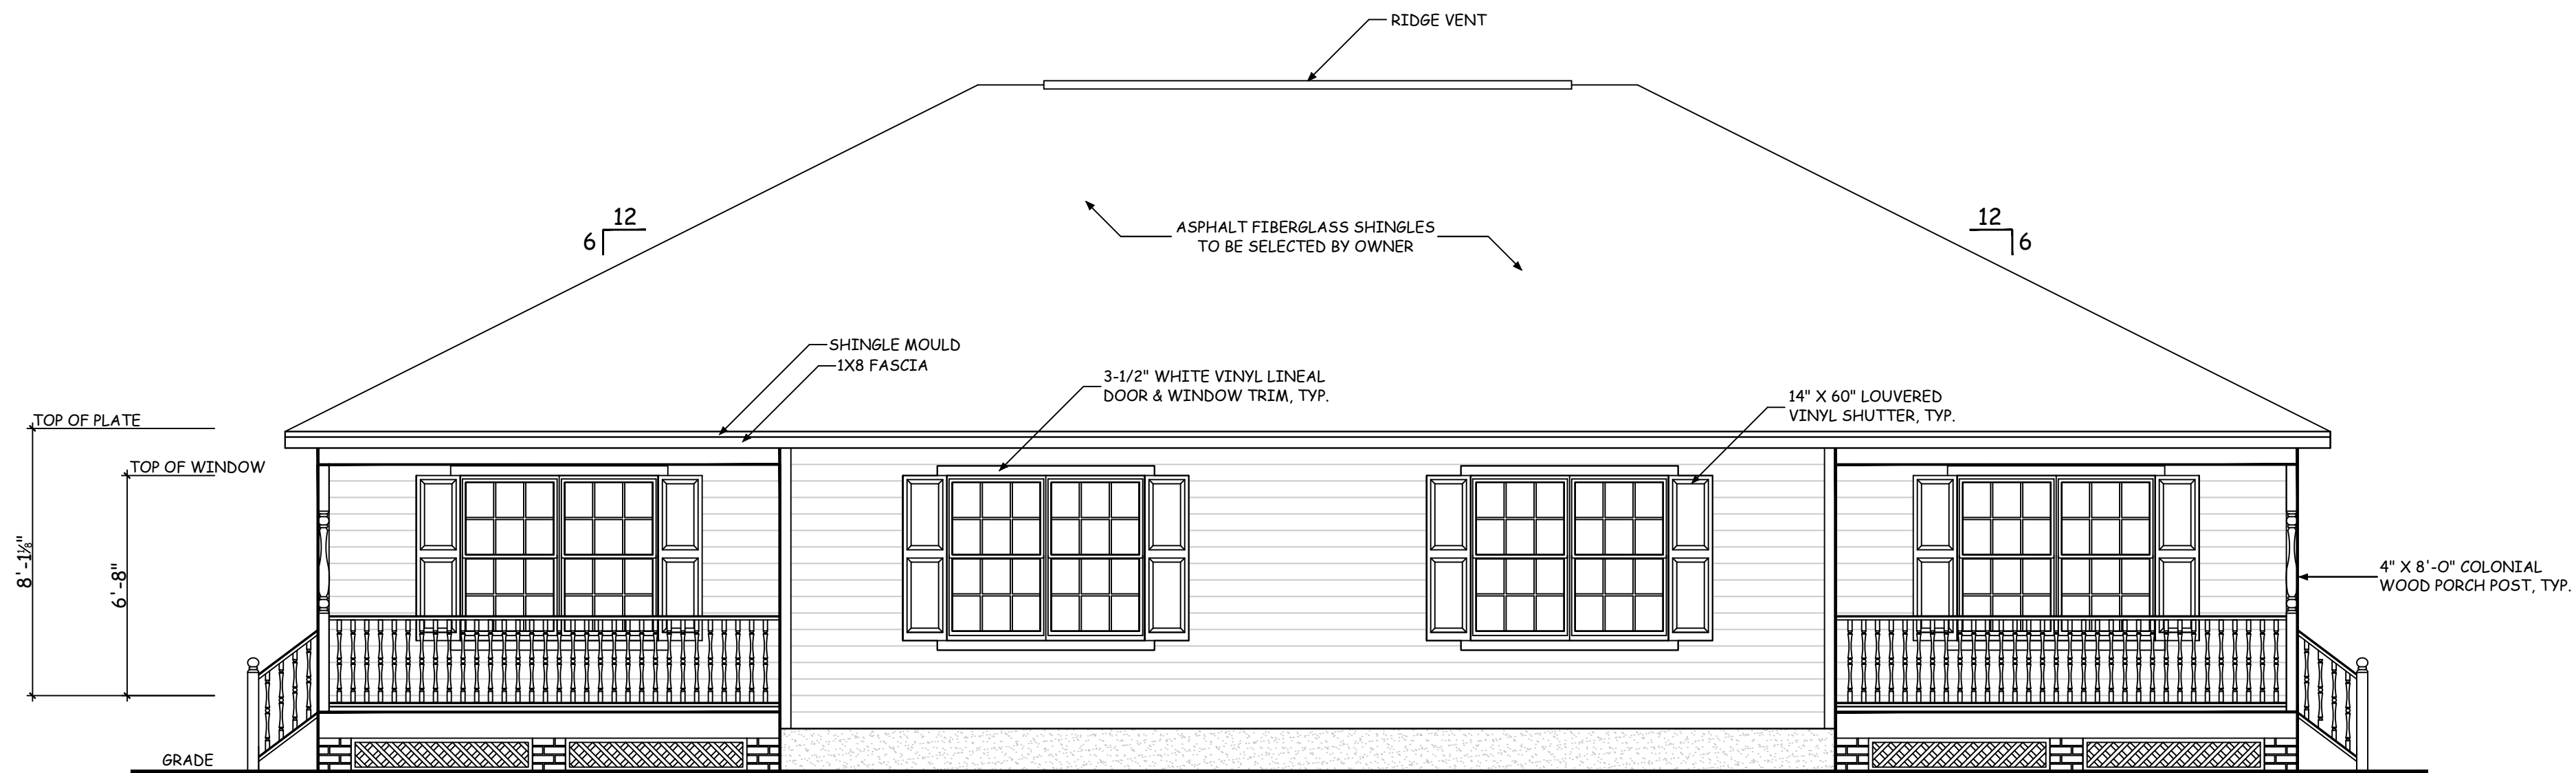 RIDGE VENT
12
6
12
6
ASPHALT FIBERGLASS SHINGLES
TO BE SELECTED BY OWNER
SHINGLE MOULD
1X8 FASCIA
3-1/2" WHITE VINYL LINEAL
DOOR & WINDOW TRIM, TYP.
14" X 60" LOUVERED
VINYL SHUTTER, TYP.
TOP OF PLATE
TOP OF WINDOW
8'-1⅛"
6'-8"
4" X 8'-0" COLONIAL
WOOD PORCH POST, TYP.
GRADE